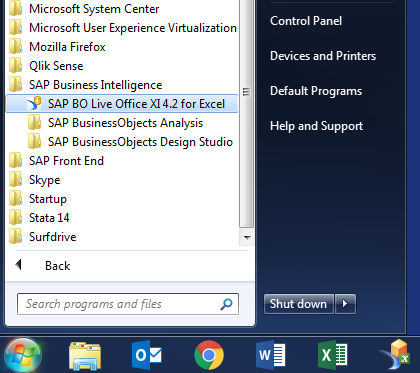 Microsoft System Center
Microsoft User Experience Virtualization
Mozilla Firefox
Qlik Sense
SAP Business Intelligence
SAP BO Live Office XI 4.2 for Excel
SAP BusinessObjects Analysis
SAP BusinessObjects Design Studio
SAP Front End
Skype
Startup
Stata 14
Surfdrive
Back
Search programs and files
Control Panel
Devices and Printers
Default Programs
Help and Support
Shut down